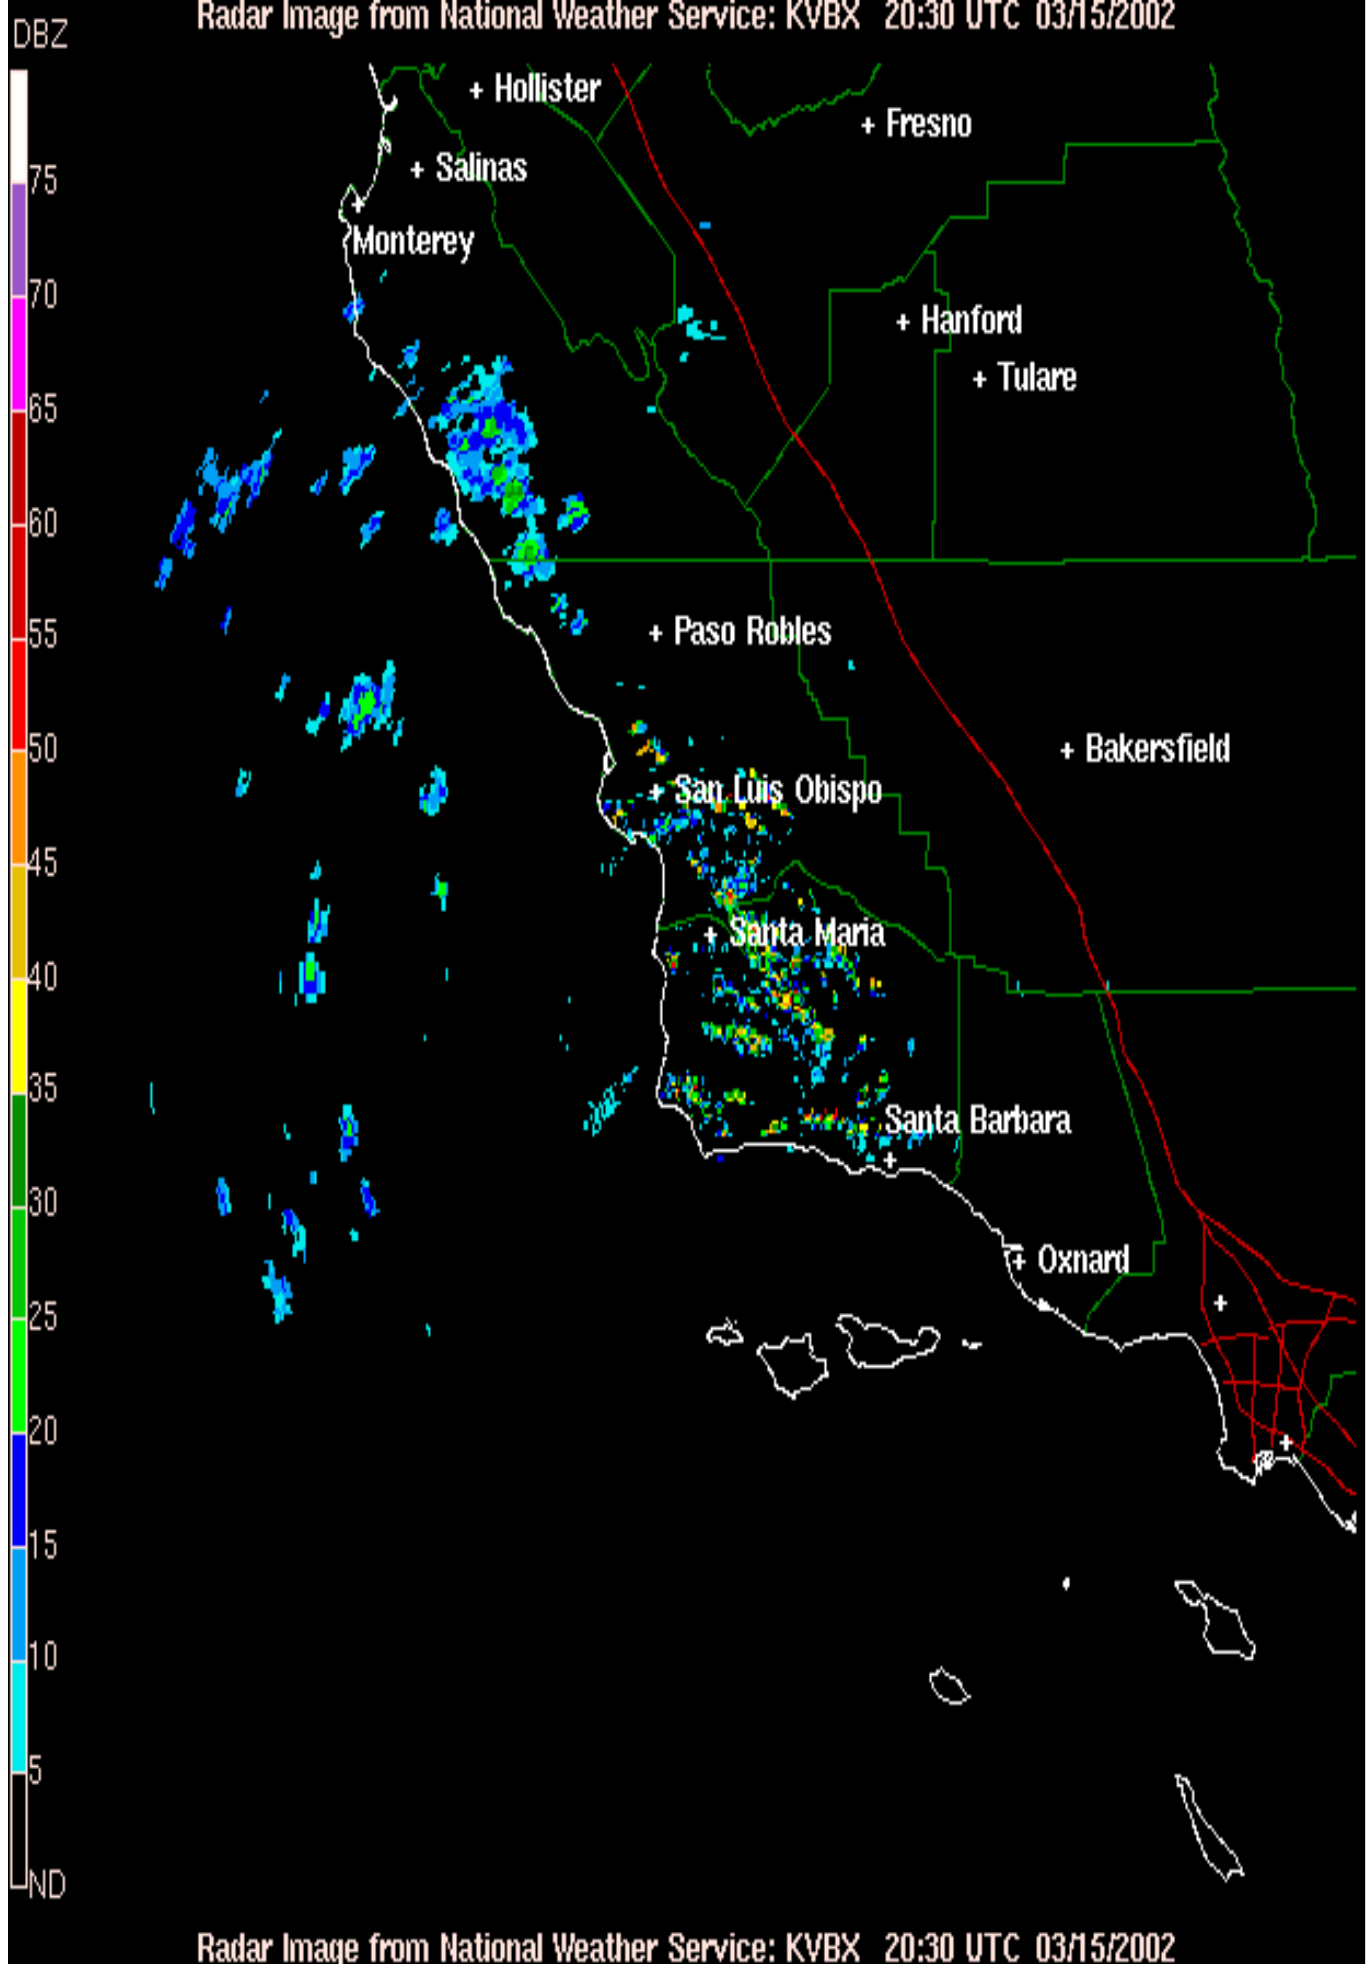 Radar Image from National Weather Service: KVBX 20:30 UTC 03/15/2002
DBZ
Hollister
Fresno
Salinas
75
Monterey
70
Hanford
Tulare
65
60
55
Paso Robles
50
Bakersfield
San Luis Obispo
45
Santa Maria
40
35
Santa Barbara
30
Oxnard
25
20
15
10
5
ND
Radar Image from National Weather Service: KVBX 20:30 UTC 03/15/2002